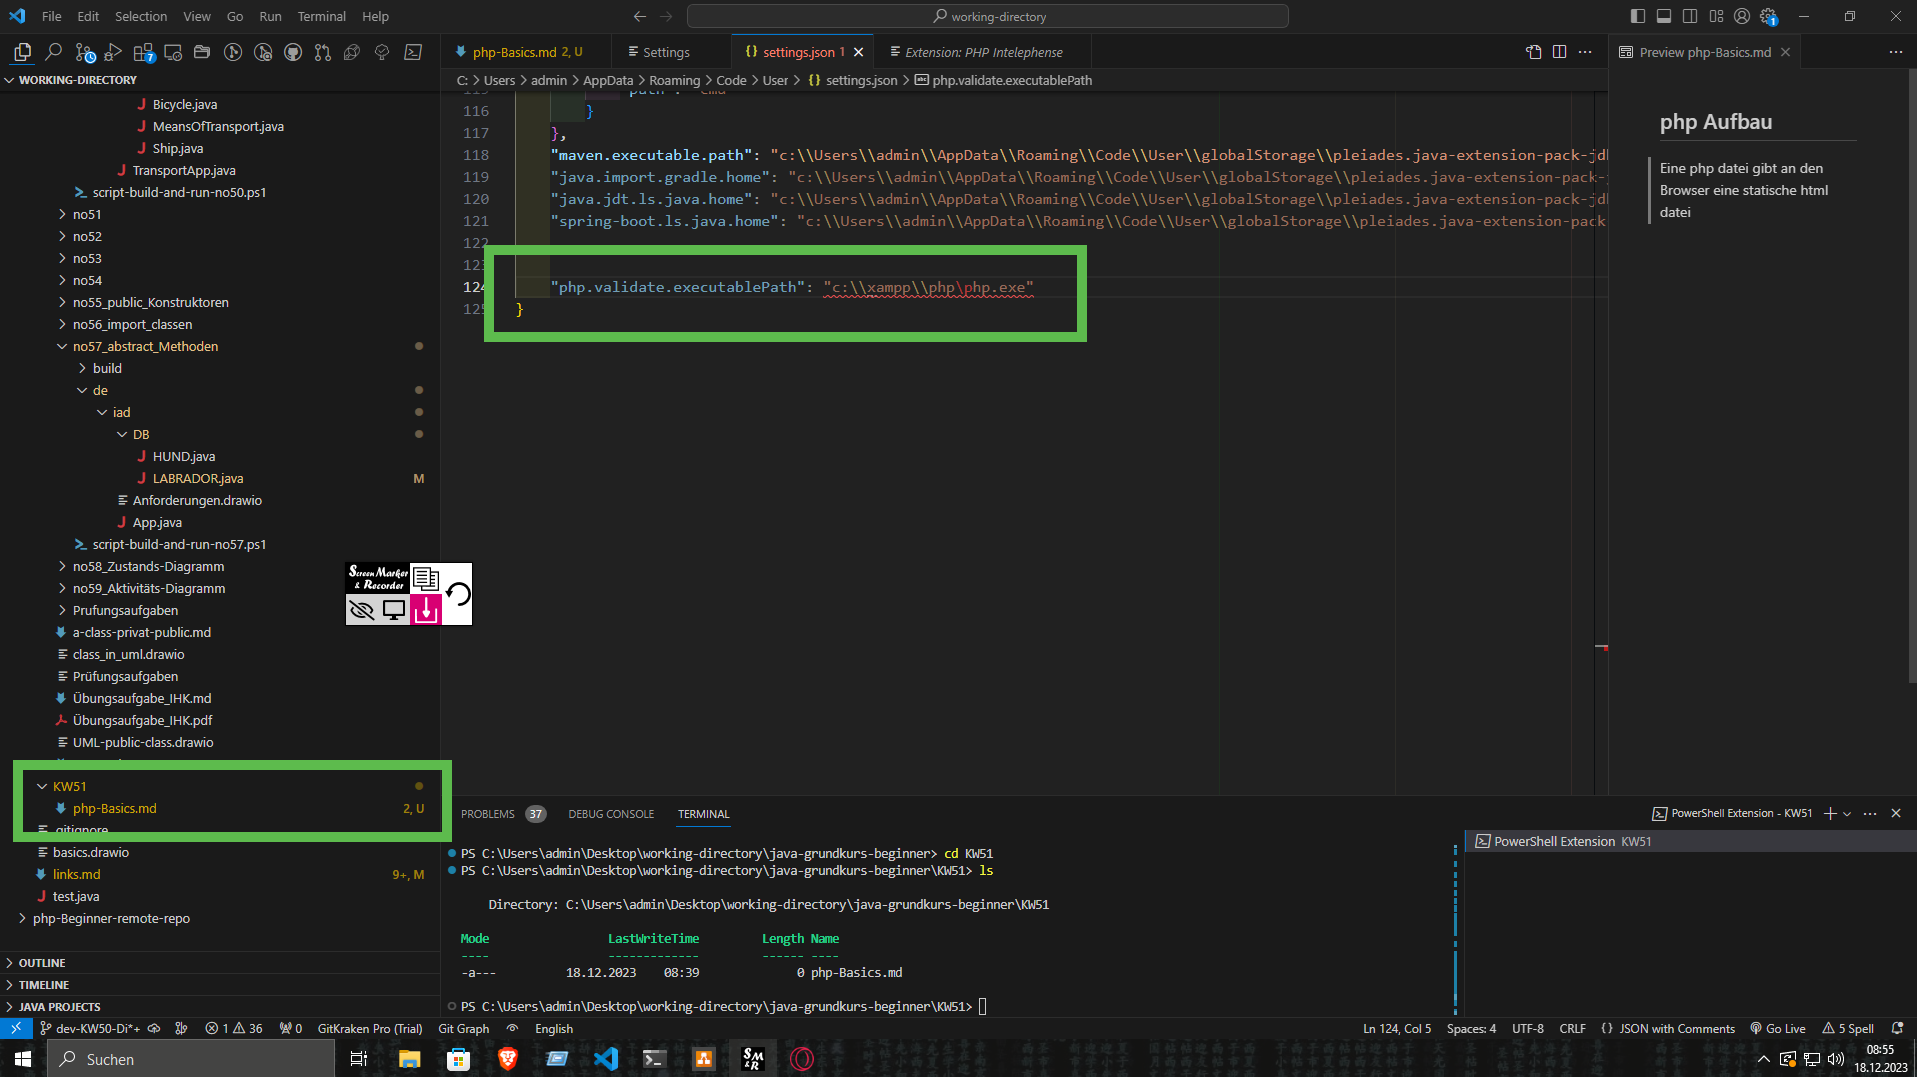 File Edit Selection View Go Run Terminal Help
working-directory
7
1
php-Basics.md 2, U
Settings
settings.json 1
Extension: PHP Intelephense
Preview php-Basics.md
WORKING-DIRECTORY
C: > Users > admin > AppData > Roaming > Code > User > {} settings.json > php.validate.executablePath
Bicycle.java
MeansOfTransport.java
Ship.java
TransportApp.java
script-build-and-run-no50.ps1
no51
no52
no53
no54
no55_public_Konstruktoren
no56_import_classen
no57_abstract_Methoden
build
de
iad
DB
HUND.java
LABRADOR.java M
Anforderungen.drawio
App.java
script-build-and-run-no57.ps1
no58_Zustands-Diagramm
no59_Aktivitäts-Diagramm
Prufungsaufgaben
a-class-privat-public.md
class_in_uml.drawio
Prüfungsaufgaben
Übungsaufgabe_IHK.md
Übungsaufgabe_IHK.pdf
UML-public-class.drawio
KW51
php-Basics.md 2, U
.gitignore
basics.drawio
links.md 9+, M
test.java
php-Beginner-remote-repo
OUTLINE
TIMELINE
JAVA PROJECTS
115 "path": "cmd"
116 }
117 },
118 "maven.executable.path": "c:\\Users\\admin\\AppData\\Roaming\\Code\\User\\globalStorage\\pleiades.java-extension-pack-jd
119 "java.import.gradle.home": "c:\\Users\\admin\\AppData\\Roaming\\Code\\User\\globalStorage\\pleiades.java-extension-pack-
120 "java.jdt.ls.java.home": "c:\\Users\\admin\\AppData\\Roaming\\Code\\User\\globalStorage\\pleiades.java-extension-pack-jd
121 "spring-boot.ls.java.home": "c:\\Users\\admin\\AppData\\Roaming\\Code\\User\\globalStorage\\pleiades.java-extension-pack
122
123
124 "php.validate.executablePath": "c:\\xampp\\php\php.exe"
125 }
php Aufbau
Eine php datei gibt an den
Browser eine statische html
datei
Screen Marker
& Recorder
PROBLEMS 37 DEBUG CONSOLE TERMINAL
PowerShell Extension - KW51
PowerShell Extension KW51
PS C:\Users\admin\Desktop\working-directory\java-grundkurs-beginner> cd KW51
PS C:\Users\admin\Desktop\working-directory\java-grundkurs-beginner\KW51> ls
Directory: C:\Users\admin\Desktop\working-directory\java-grundkurs-beginner\KW51
Mode LastWriteTime Length Name
---- ------------- ------ ----
-a--- 18.12.2023 08:39 0 php-Basics.md
PS C:\Users\admin\Desktop\working-directory\java-grundkurs-beginner\KW51>
dev-KW50-Di*+ 1 36 0 GitKraken Pro (Trial) Git Graph English
Ln 124, Col 5 Spaces: 4 UTF-8 CRLF {} JSON with Comments Go Live 5 Spell
Suchen
SM&R
08:55
18.12.2023